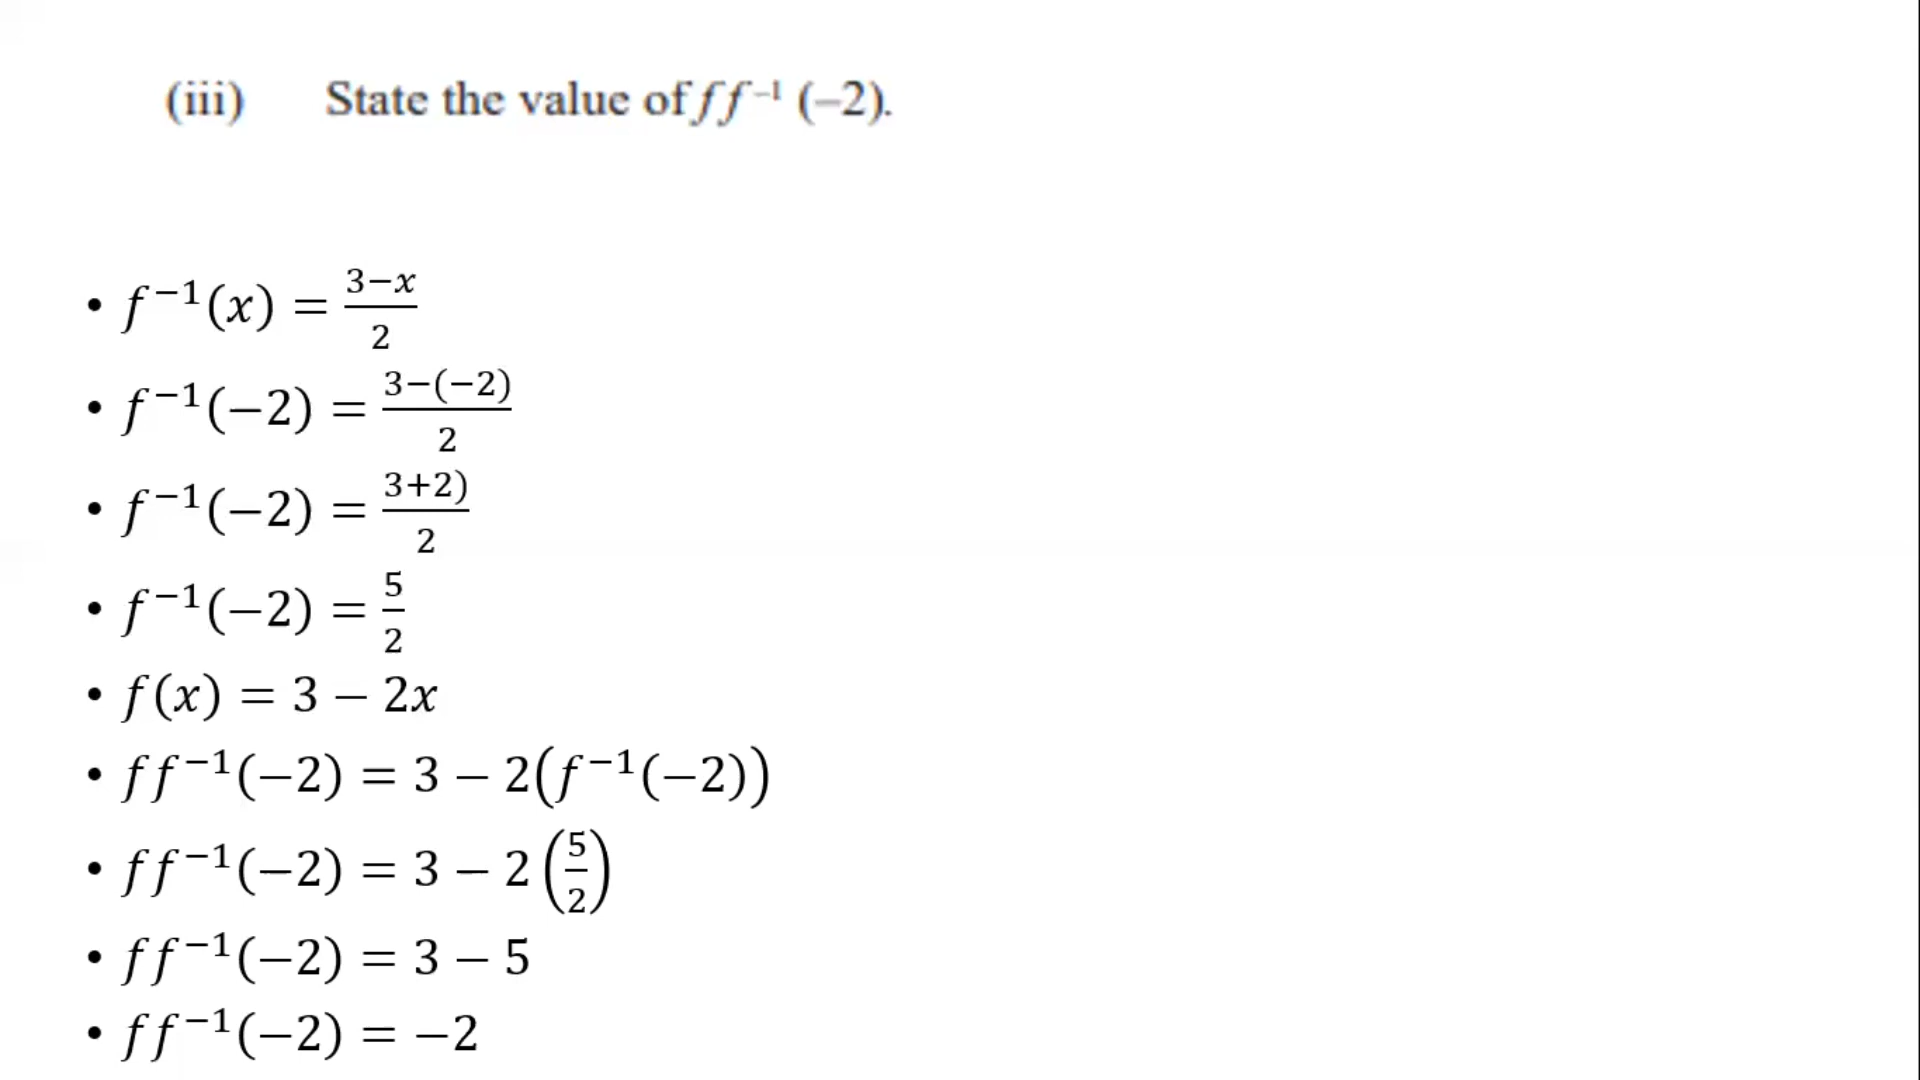 (iii) State the value of ff⁻¹ (–2).
• f⁻¹(x) = (3−x)/2
• f⁻¹(−2) = (3−(−2))/2
• f⁻¹(−2) = 3+2)/2
• f⁻¹(−2) = 5/2
• f(x) = 3 − 2x
• ff⁻¹(−2) = 3 − 2(f⁻¹(−2))
• ff⁻¹(−2) = 3 − 2(5/2)
• ff⁻¹(−2) = 3 − 5
• ff⁻¹(−2) = −2